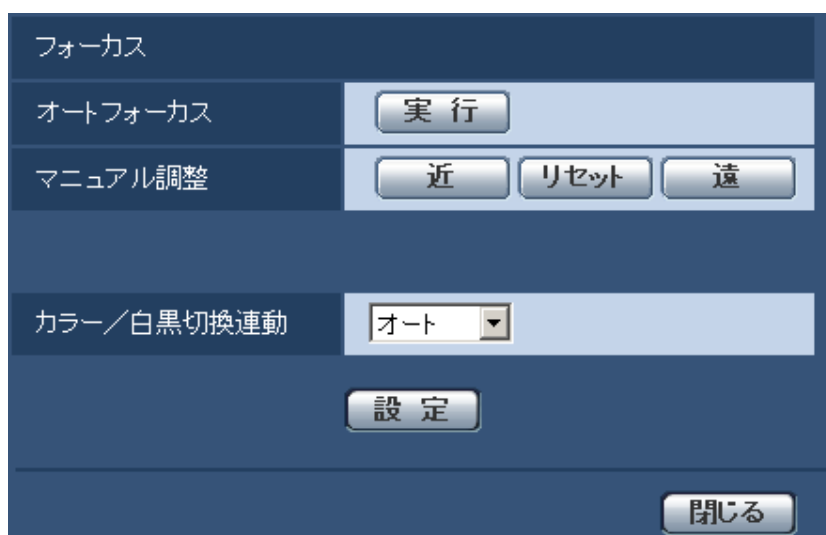 フォーカス
オートフォーカス 実 行
マニュアル調整 近 リセット 遠
カラー/白黒切換連動 オート
設 定
閉じる